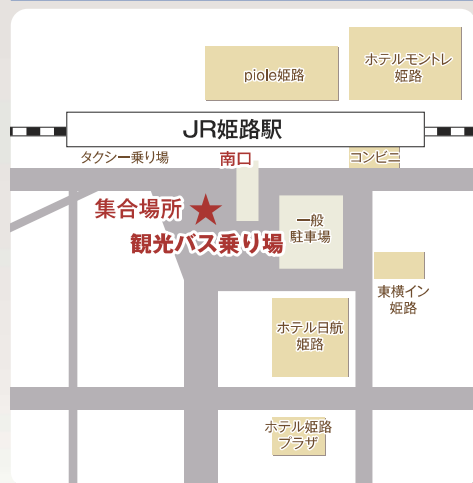 piole姫路
ホテルモントレ
姫路
JR姫路駅
タクシー乗り場
南口
コンビニ
集合場所
観光バス乗り場
一般
駐車場
東横イン
姫路
ホテル日航
姫路
ホテル姫路
プラザ